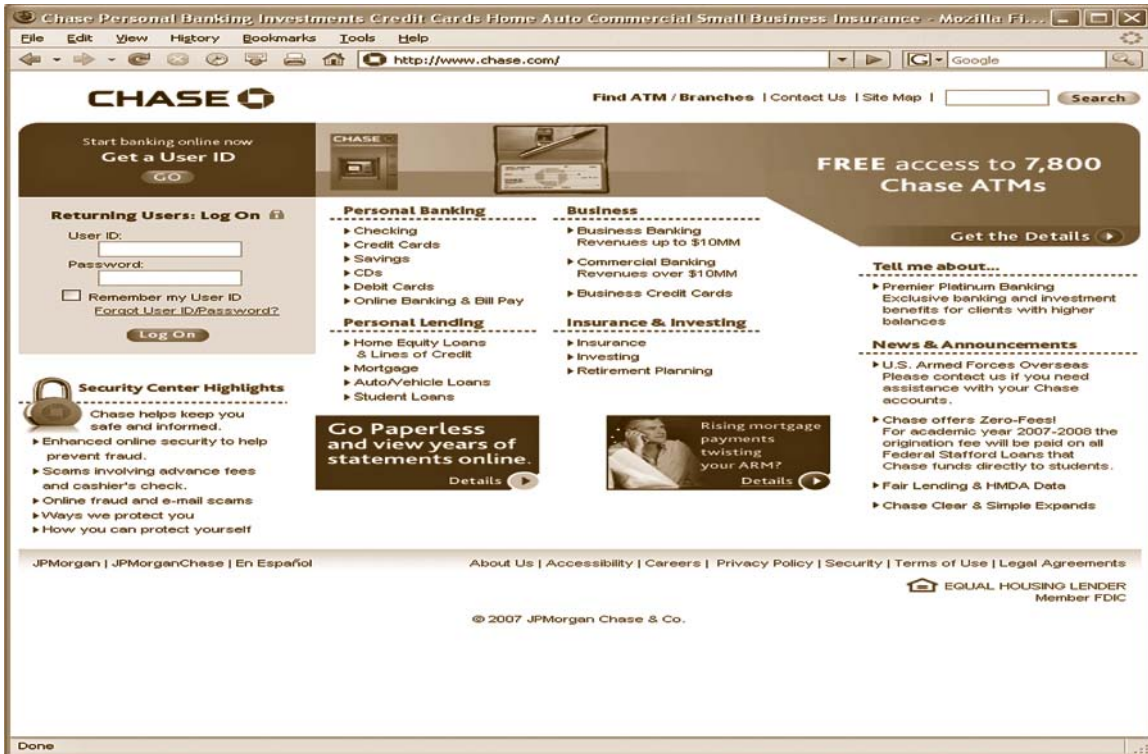 Chase Personal Banking Investments Credit Cards Home Auto Commercial Small Business Insurance - Mozilla Fi...
File Edit View History Bookmarks Tools Help
http://www.chase.com/
G Google
CHASE
Find ATM / Branches | Contact Us | Site Map | Search
Start banking online now
Get a User ID
GO
CHASE
FREE access to 7,800
Chase ATMs
Get the Details
Returning Users: Log On
User ID:
Password:
Remember my User ID
Forgot User ID/Password?
Log On
Security Center Highlights
Chase helps keep you
safe and informed.
Enhanced online security to help
prevent fraud.
Scams involving advance fees
and cashier's check.
Online fraud and e-mail scams
Ways we protect you
How you can protect yourself
Personal Banking
Checking
Credit Cards
Savings
CDs
Debit Cards
Online Banking & Bill Pay
Personal Lending
Home Equity Loans
& Lines of Credit
Mortgage
Auto/Vehicle Loans
Student Loans
Business
Business Banking
Revenues up to $10MM
Commercial Banking
Revenues over $10MM
Business Credit Cards
Insurance & Investing
Insurance
Investing
Retirement Planning
Go Paperless
and view years of
statements online.
Details
Rising mortgage
payments
twisting
your ARM?
Details
Tell me about...
Premier Platinum Banking
Exclusive banking and investment
benefits for clients with higher
balances
News & Announcements
U.S. Armed Forces Overseas
Please contact us if you need
assistance with your Chase
accounts.
Chase offers Zero-Fees!
For academic year 2007-2008 the
origination fee will be paid on all
Federal Stafford Loans that
Chase funds directly to students.
Fair Lending & HMDA Data
Chase Clear & Simple Expands
JPMorgan | JPMorganChase | En Español
About Us | Accessibility | Careers | Privacy Policy | Security | Terms of Use | Legal Agreements
EQUAL HOUSING LENDER
Member FDIC
© 2007 JPMorgan Chase & Co.
Done